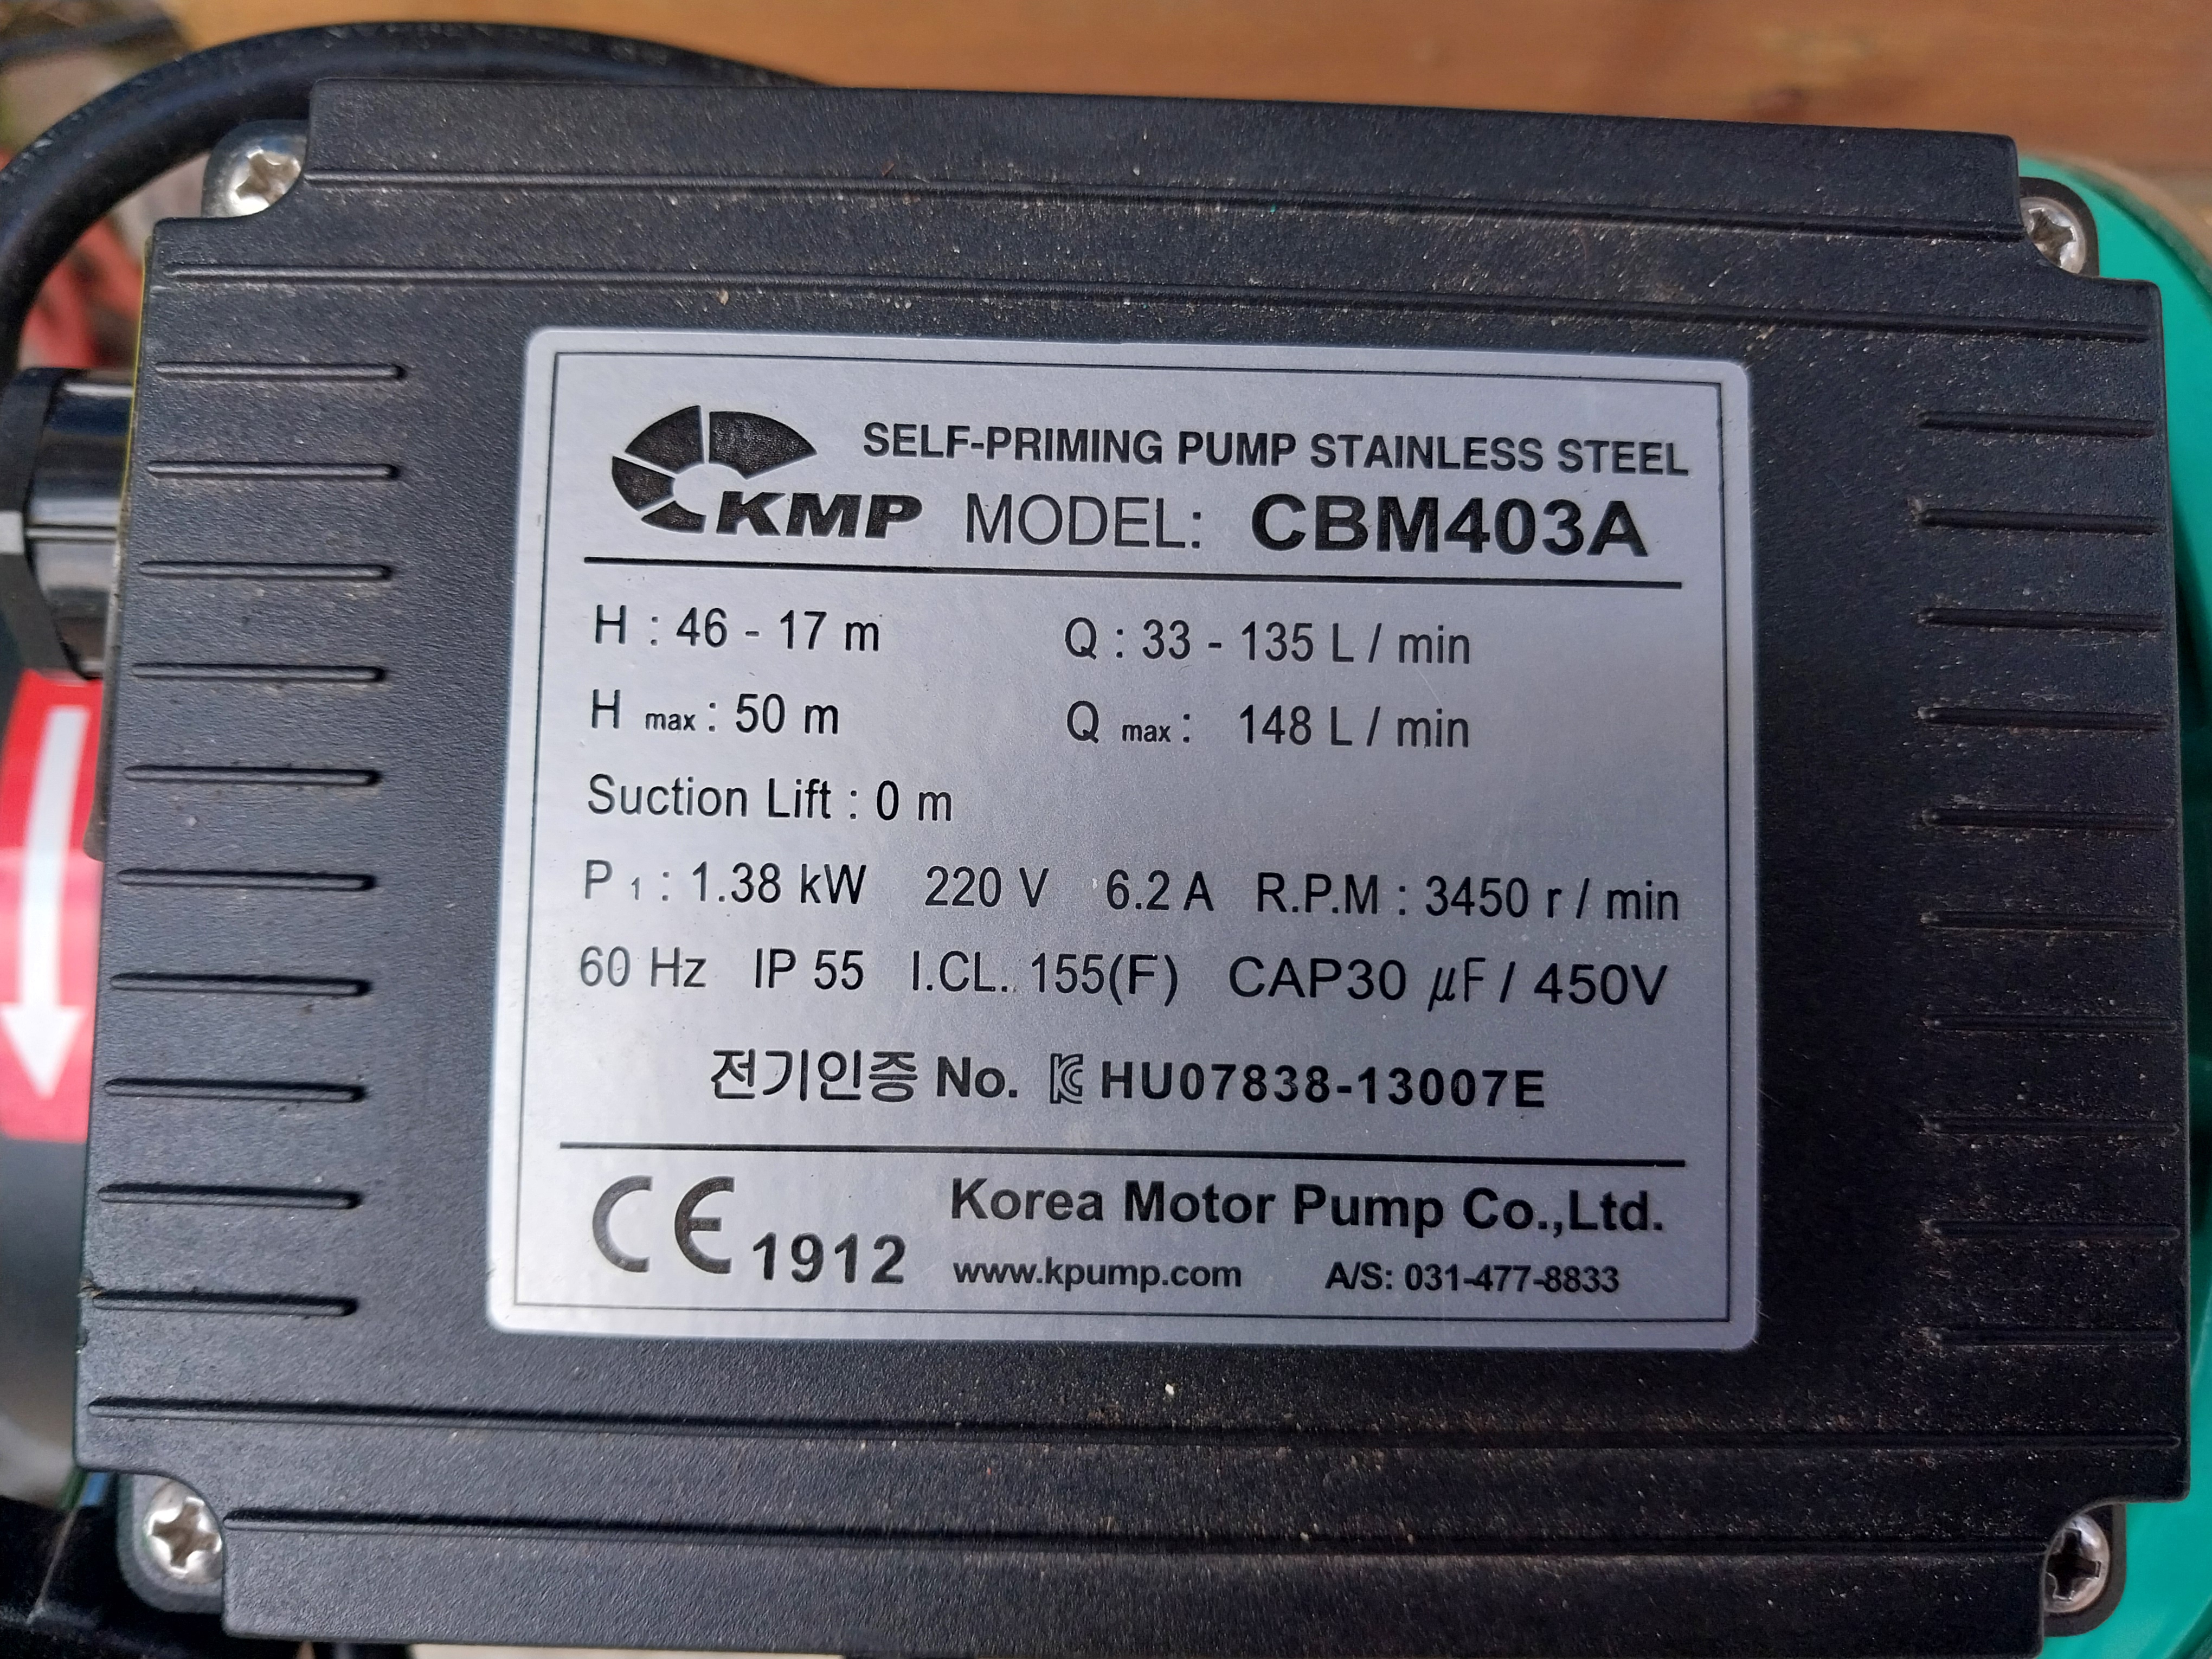 SELF-PRIMING PUMP STAINLESS STEEL
KMP MODEL: CBM403A
H : 46 - 17 m Q : 33 - 135 L / min
H max : 50 m Q max : 148 L / min
Suction Lift : 0 m
P 1 : 1.38 kW 220 V 6.2 A R.P.M : 3450 r / min
60 Hz IP 55 I.CL. 155(F) CAP30 μF / 450V
전기인증 No. KC HU07838-13007E
CE 1912 Korea Motor Pump Co.,Ltd.
www.kpump.com A/S: 031-477-8833